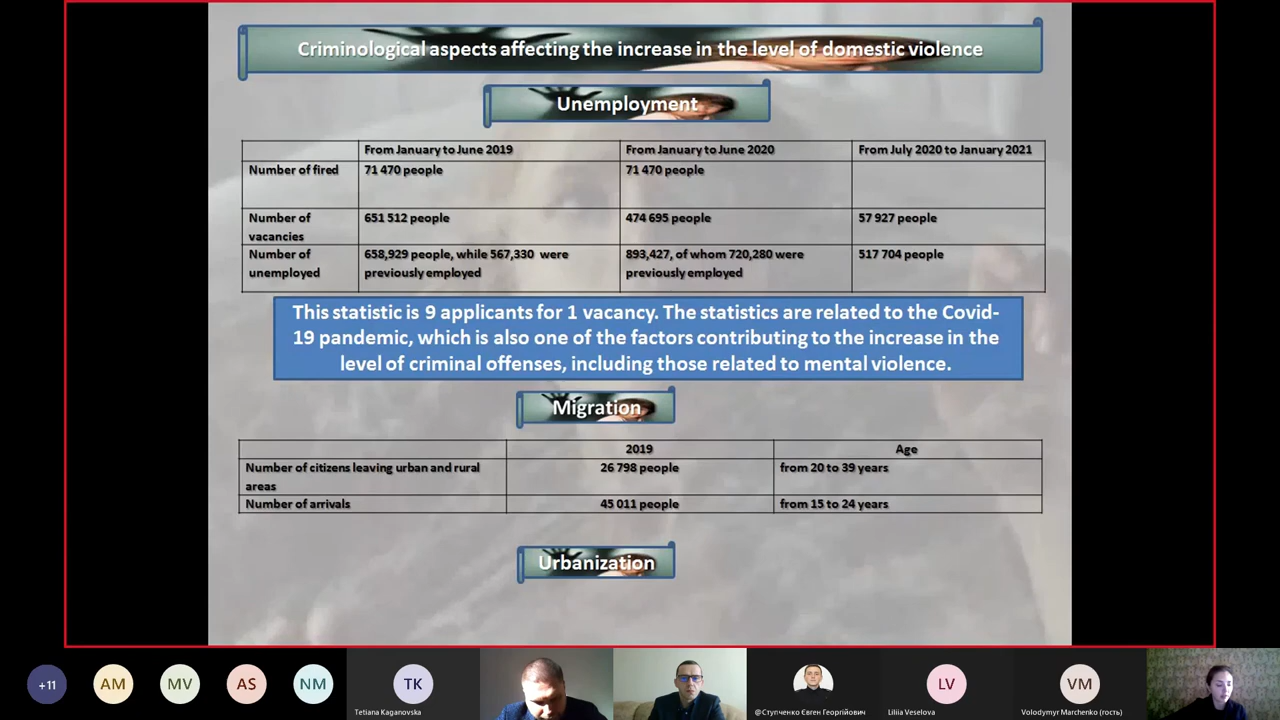 Criminological aspects affecting the increase in the level of domestic violence
Unemployment
From January to June 2019 From January to June 2020 From July 2020 to January 2021
Number of fired 71 470 people 71 470 people
Number of vacancies 651 512 people 474 695 people 57 927 people
Number of unemployed 658,929 people, while 567,330 were previously employed 893,427, of whom 720,280 were previously employed 517 704 people
This statistic is 9 applicants for 1 vacancy. The statistics are related to the Covid-
19 pandemic, which is also one of the factors contributing to the increase in the
level of criminal offenses, including those related to mental violence.
Migration
2019 Age
Number of citizens leaving urban and rural areas 26 798 people from 20 to 39 years
Number of arrivals 45 011 people from 15 to 24 years
Urbanization
+11 AM MV AS NM TK LV VM
Tetiana Kaganovska @Ступченко Євген Георгійович Liliia Veselova Volodymyr Marchenko (гость)